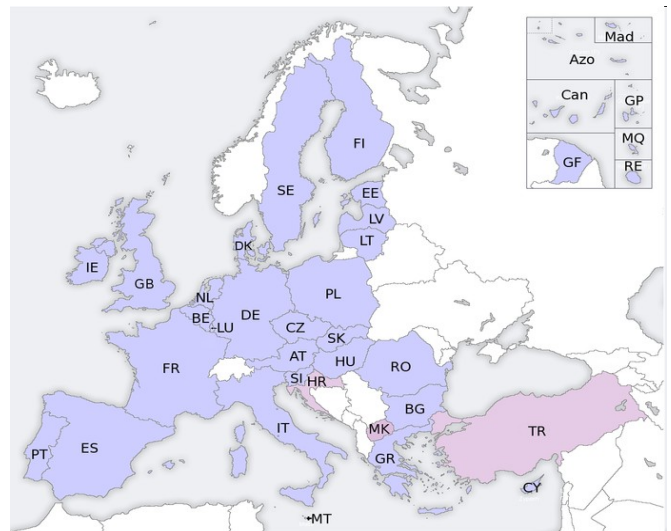 Mad
Azo
Can
GP
MQ
GF
RE
FI
SE
EE
LV
LT
DK
IE
GB
NL
BE
LU
DE
PL
CZ
SK
FR
AT
HU
RO
SI
HR
IT
BG
MK
TR
PT
ES
GR
CY
MT